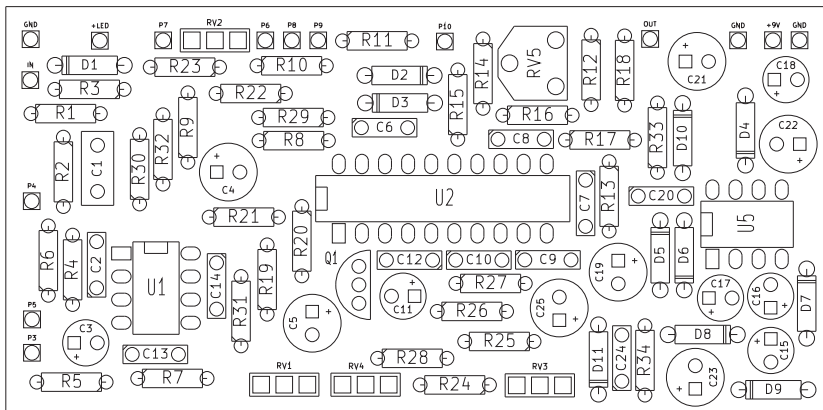 GND
+LED
P7
RV2
P6
P8
P9
R11
P10
R14
RV5
R12
R18
OUT
GND
+9V
GND
D1
R23
R10
C21
C18
IN
R3
D2
R22
D3
R15
R1
R9
R29
C6
R16
R33
D10
D4
R2
C1
R30
R32
R8
C8
R17
C22
C4
P4
U2
C7
R13
C20
R21
R20
U5
R6
R4
C2
U1
C14
R31
R19
Q1
C12
C10
C9
C19
D5
D6
R27
C11
C17
C16
D7
P5
C5
R26
C25
P3
C3
C13
R28
R25
D11
C24
R34
D8
C15
R5
R7
RV1
RV4
R24
RV3
C23
D9